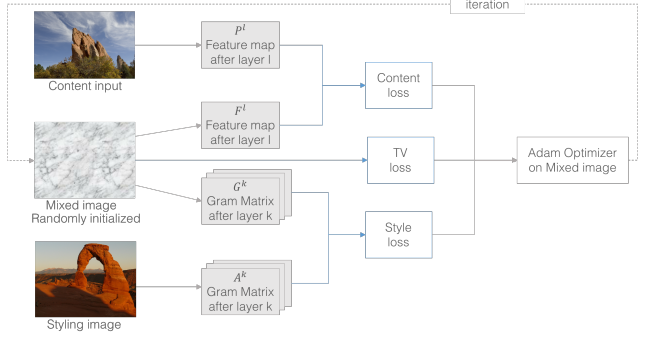 iteration
P^l
Feature map
after layer l
Content input
Content
loss
F^l
Feature map
after layer l
TV
loss
Adam Optimizer
on Mixed image
Mixed image
Randomly initialized
G^k
Gram Matrix
after layer k
Style
loss
A^k
Gram Matrix
after layer k
Styling image